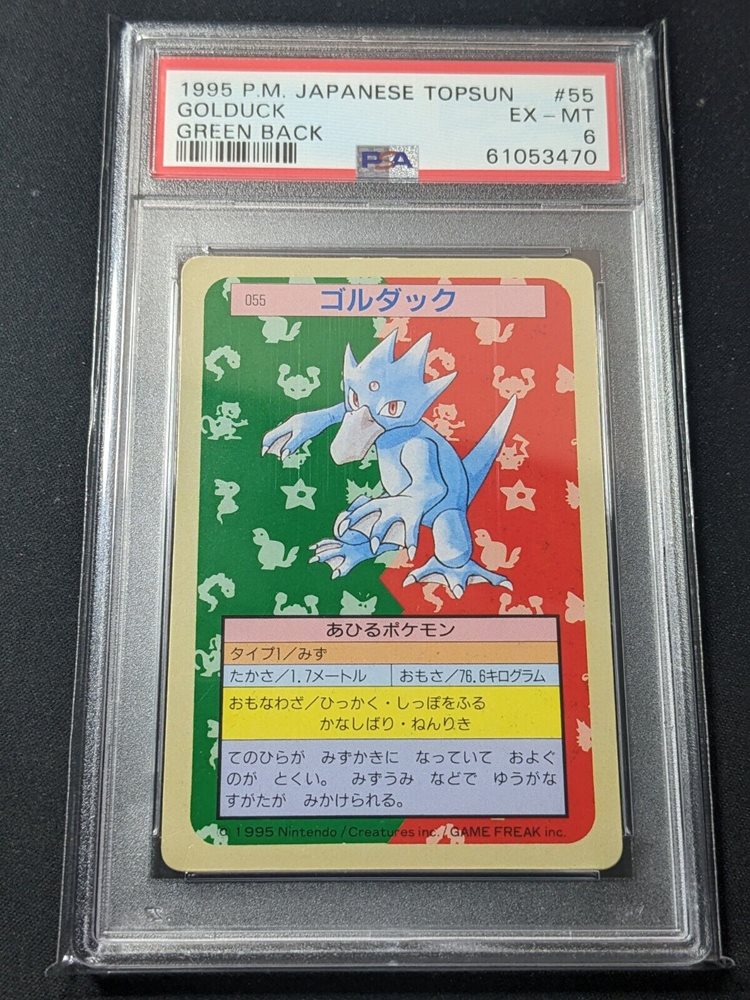 1995 P.M. JAPANESE TOPSUN #55
GOLDUCK EX - MT
GREEN BACK 6
PSA 61053470
055 ゴルダック
あひるポケモン
タイプ1／みず
たかさ／1.7メートル おもさ／76.6キログラム
おもなわざ／ひっかく・しっぽをふる
かなしばり・ねんりき
てのひらが みずかきに なっていて およぐ
のが とくい。 みずうみ などで ゆうがな
すがたが みかけられる。
© 1995 Nintendo / Creatures inc. / GAME FREAK inc.